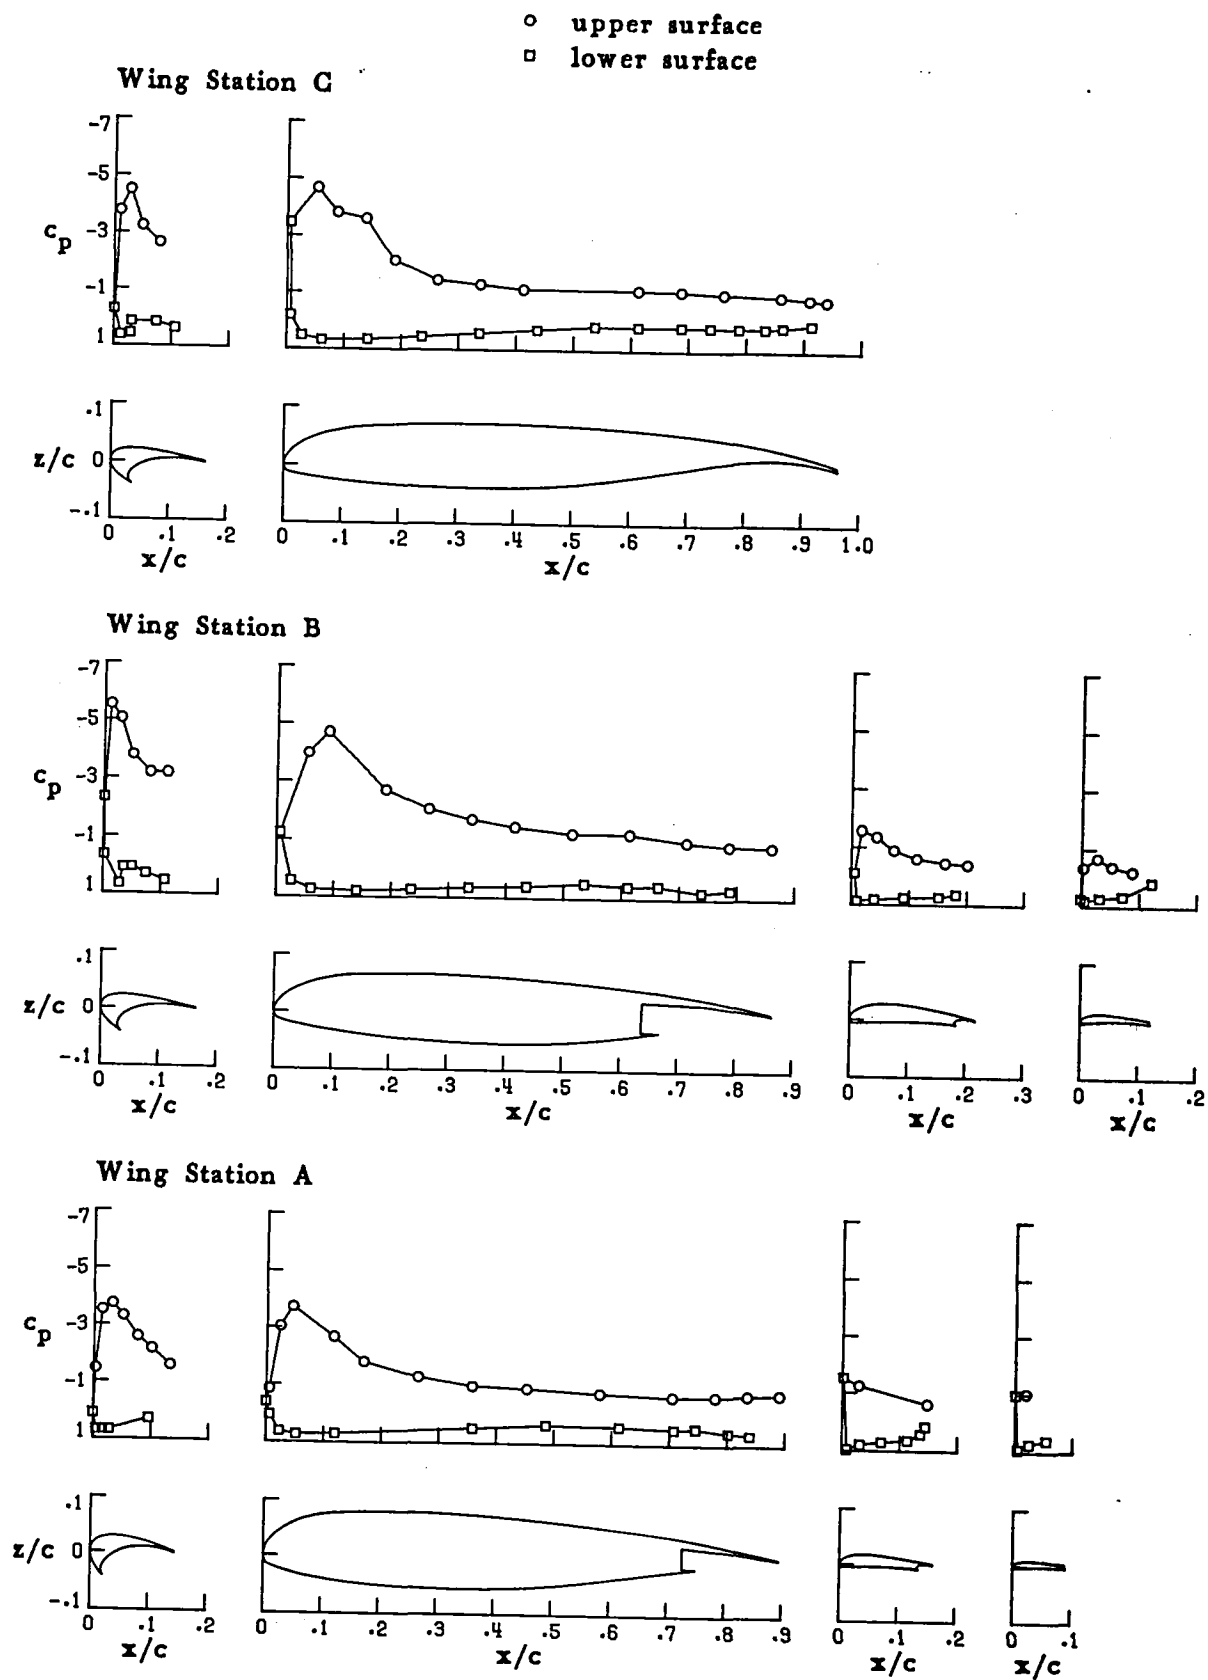 upper surface
lower surface
Wing Station C
-7
-5
c_p -3
-1
1
.1
z/c 0
-.1
0 .1 .2
x/c
0 .1 .2 .3 .4 .5 .6 .7 .8 .9 1.0
x/c
Wing Station B
-7
-5
c_p -3
-1
1
.1
z/c 0
-.1
0 .1 .2
x/c
0 .1 .2 .3 .4 .5 .6 .7 .8 .9
x/c
0 .1 .2 .3
x/c
0 .1 .2
x/c
Wing Station A
-7
-5
c_p -3
-1
1
.1
z/c 0
-.1
0 .1 .2
x/c
0 .1 .2 .3 .4 .5 .6 .7 .8 .9
x/c
0 .1 .2
x/c
0 .1
x/c